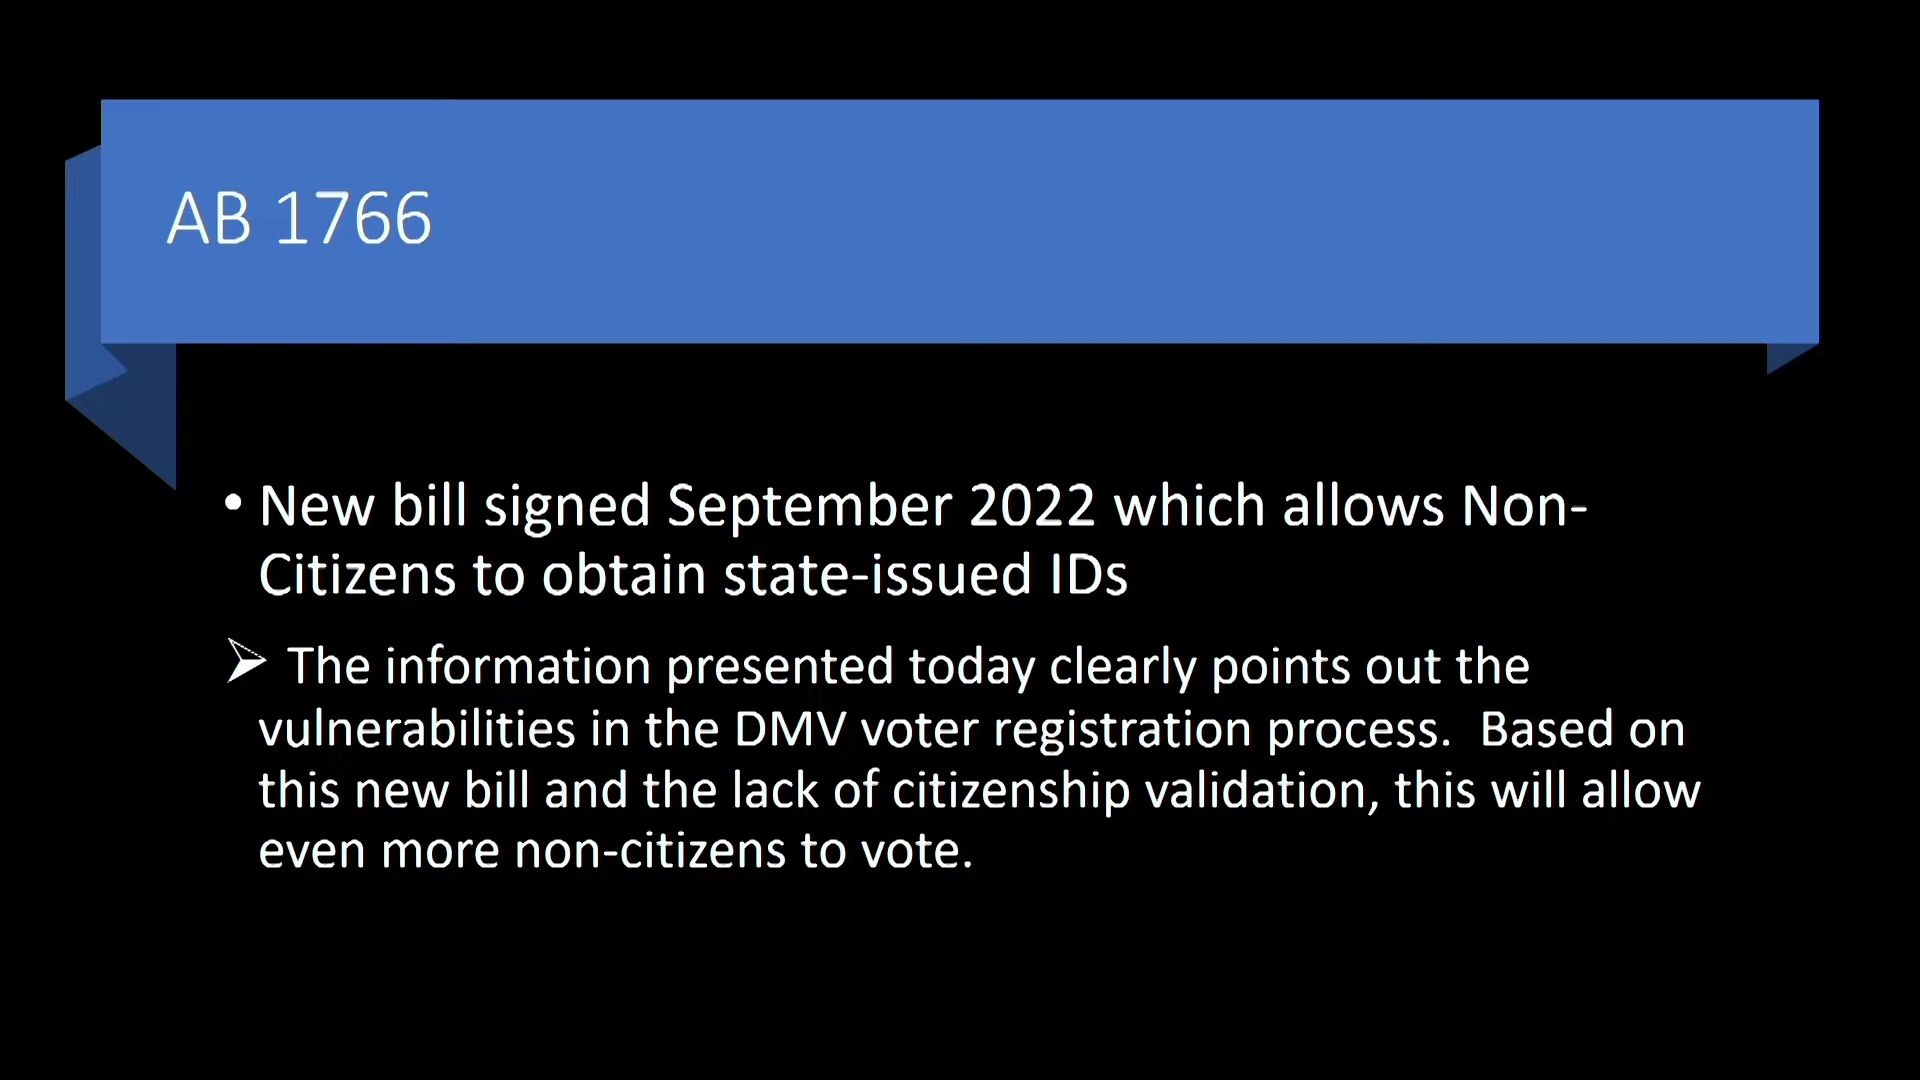 AB 1766
• New bill signed September 2022 which allows Non-
Citizens to obtain state-issued IDs
➢ The information presented today clearly points out the
vulnerabilities in the DMV voter registration process.  Based on
this new bill and the lack of citizenship validation, this will allow
even more non-citizens to vote.